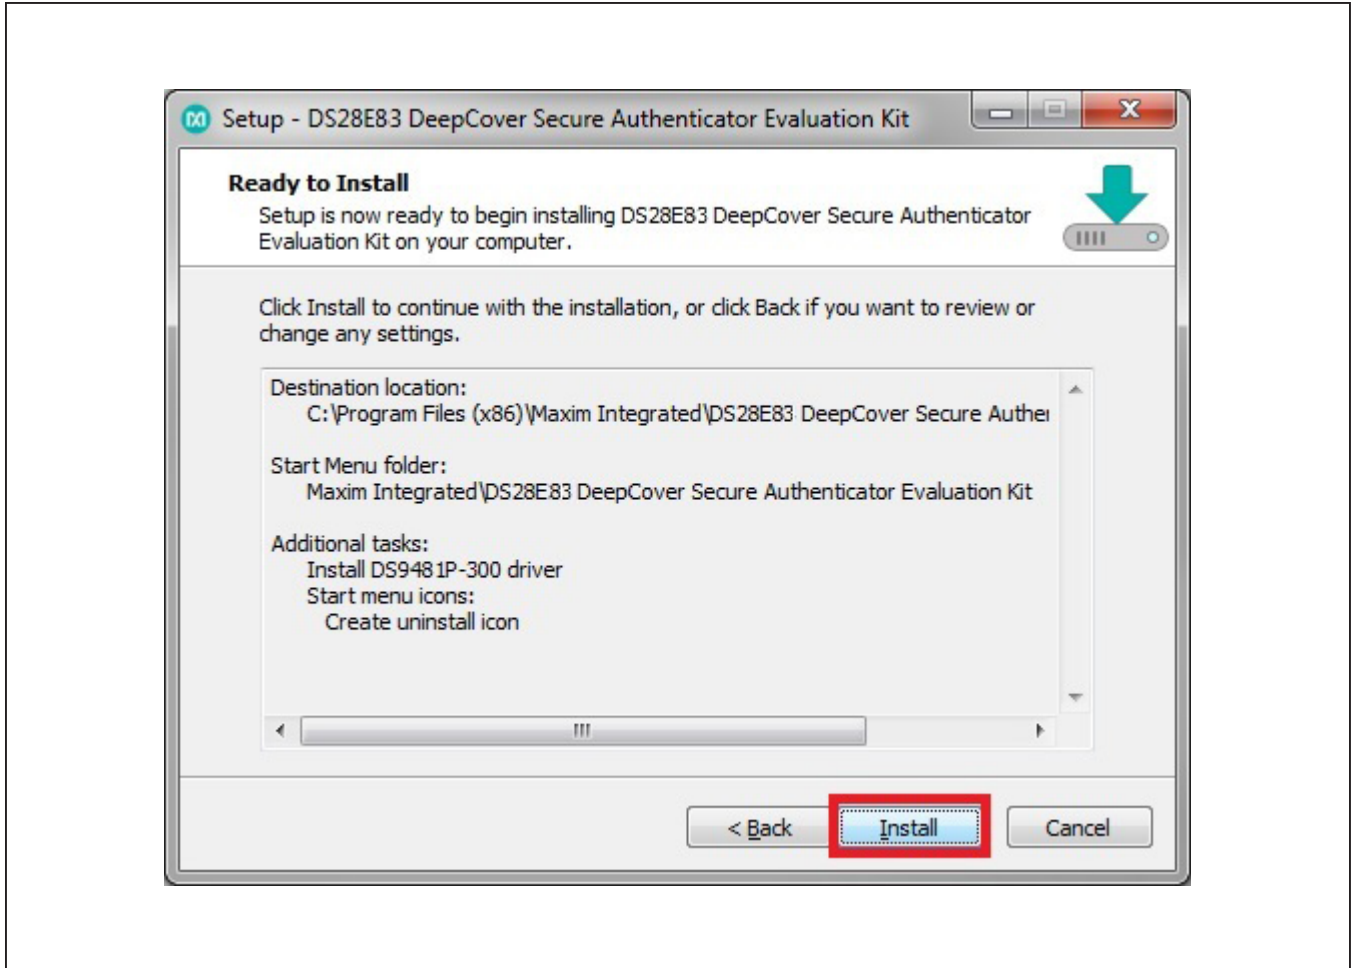 Setup - DS28E83 DeepCover Secure Authenticator Evaluation Kit
Ready to Install
Setup is now ready to begin installing DS28E83 DeepCover Secure Authenticator
Evaluation Kit on your computer.
Click Install to continue with the installation, or click Back if you want to review or
change any settings.
Destination location:
C:\Program Files (x86)\Maxim Integrated\DS28E83 DeepCover Secure Auther
Start Menu folder:
Maxim Integrated\DS28E83 DeepCover Secure Authenticator Evaluation Kit
Additional tasks:
Install DS9481P-300 driver
Start menu icons:
Create uninstall icon
< Back Install Cancel